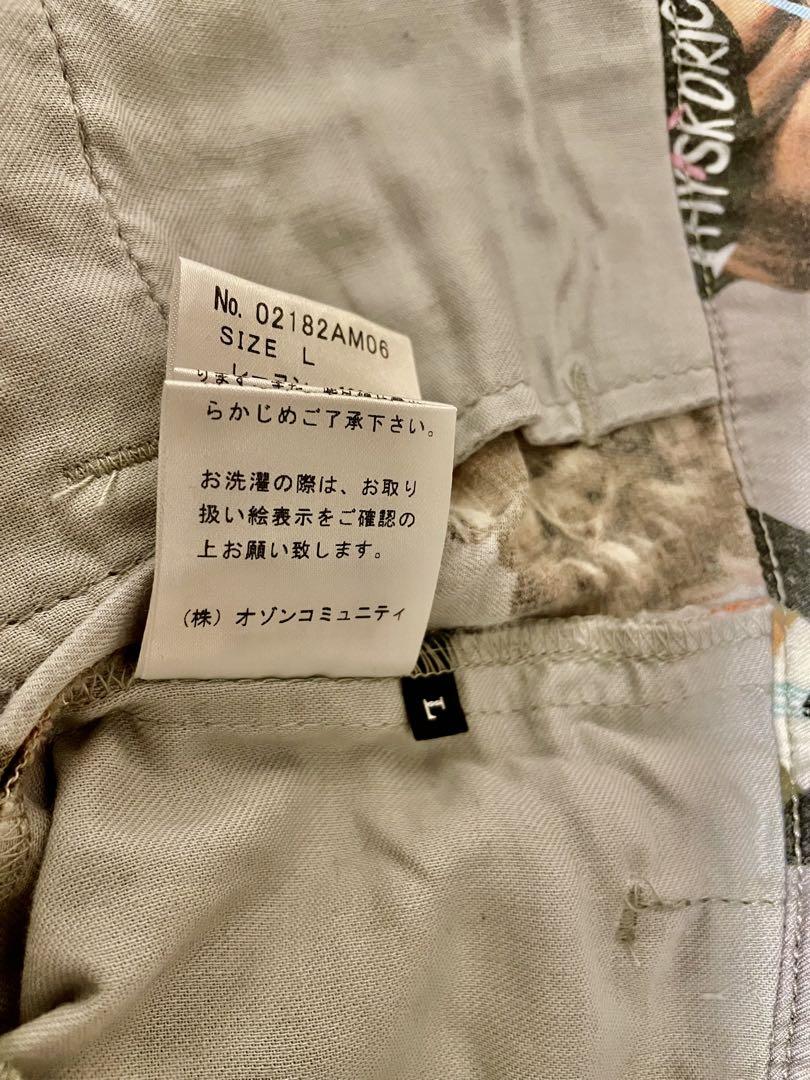 No. 02182AM06
SIZE L
らかじめご了承下さい。
お洗濯の際は、お取り
扱い絵表示をご確認の
上お願い致します。
(株) オゾンコミュニティ
L